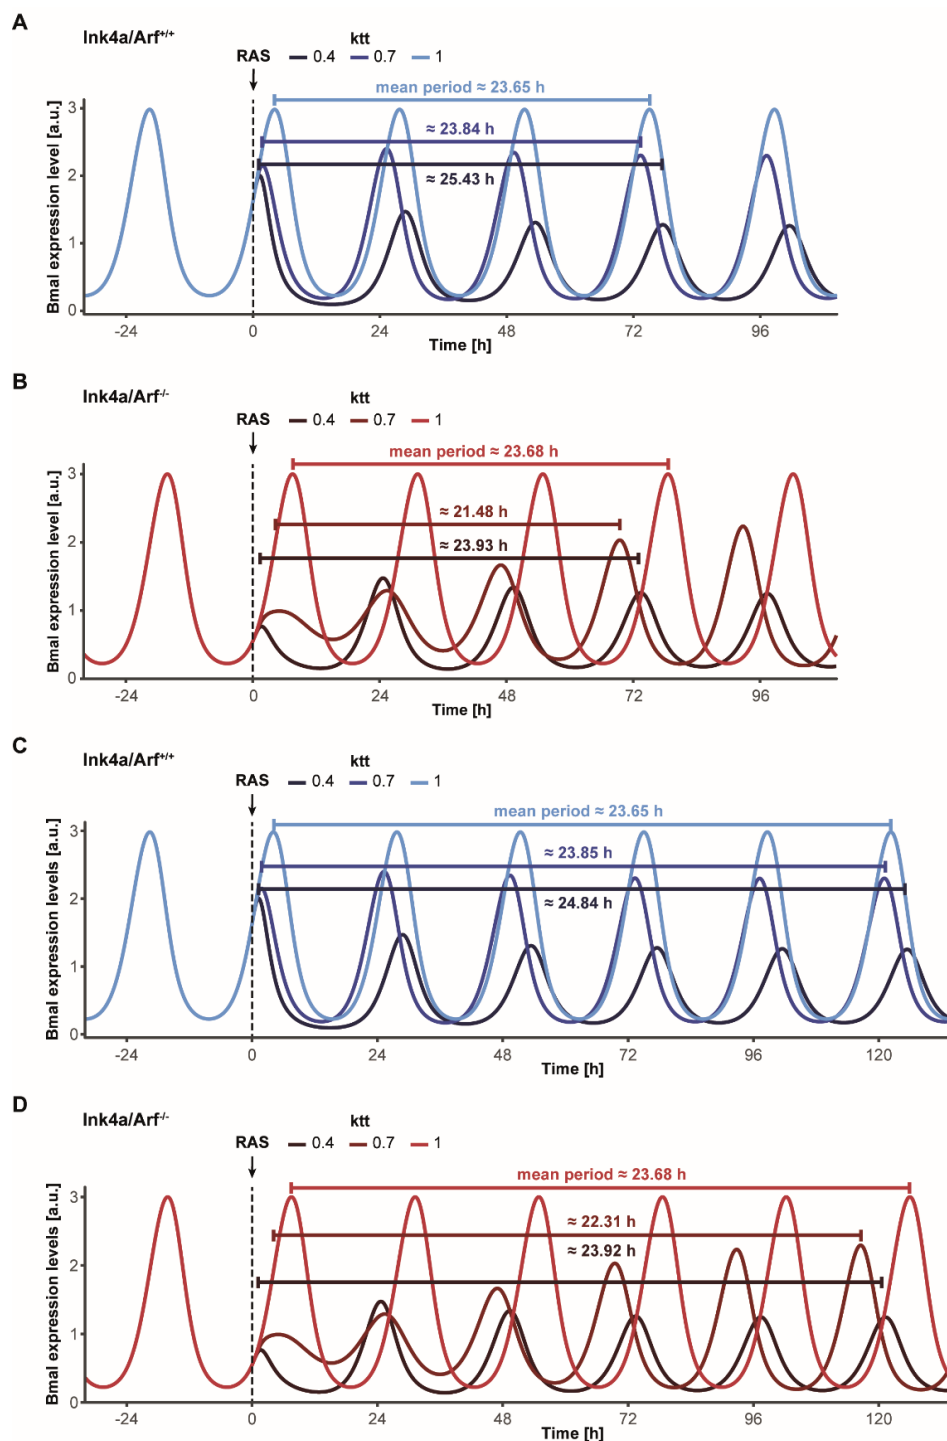 A
Ink4a/Arf+/+
ktt
RAS 0.4 0.7 1
mean period ≈ 23.65 h
≈ 23.84 h
≈ 25.43 h
Bmal expression level [a.u.]
3
2
1
0
-24 0 24 48 72 96
Time [h]
B
Ink4a/Arf-/-
ktt
RAS 0.4 0.7 1
mean period ≈ 23.68 h
≈ 21.48 h
≈ 23.93 h
Bmal expression level [a.u.]
3
2
1
0
-24 0 24 48 72 96
Time [h]
C
Ink4a/Arf+/+
ktt
RAS 0.4 0.7 1
mean period ≈ 23.65 h
≈ 23.85 h
≈ 24.84 h
Bmal expression levels [a.u.]
3
2
1
0
-24 0 24 48 72 96 120
Time [h]
D
Ink4a/Arf-/-
ktt
RAS 0.4 0.7 1
mean period ≈ 23.68 h
≈ 22.31 h
≈ 23.92 h
Bmal expression levels [a.u.]
3
2
1
0
-24 0 24 48 72 96 120
Time [h]